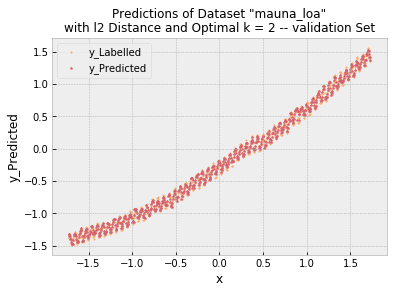 Predictions of Dataset "mauna_loa"
with l2 Distance and Optimal k = 2 -- validation Set
y_Labelled
y_Predicted
y_Predicted
1.5
1.0
0.5
0.0
−0.5
−1.0
−1.5
−1.5
−1.0
−0.5
0.0
0.5
1.0
1.5
x